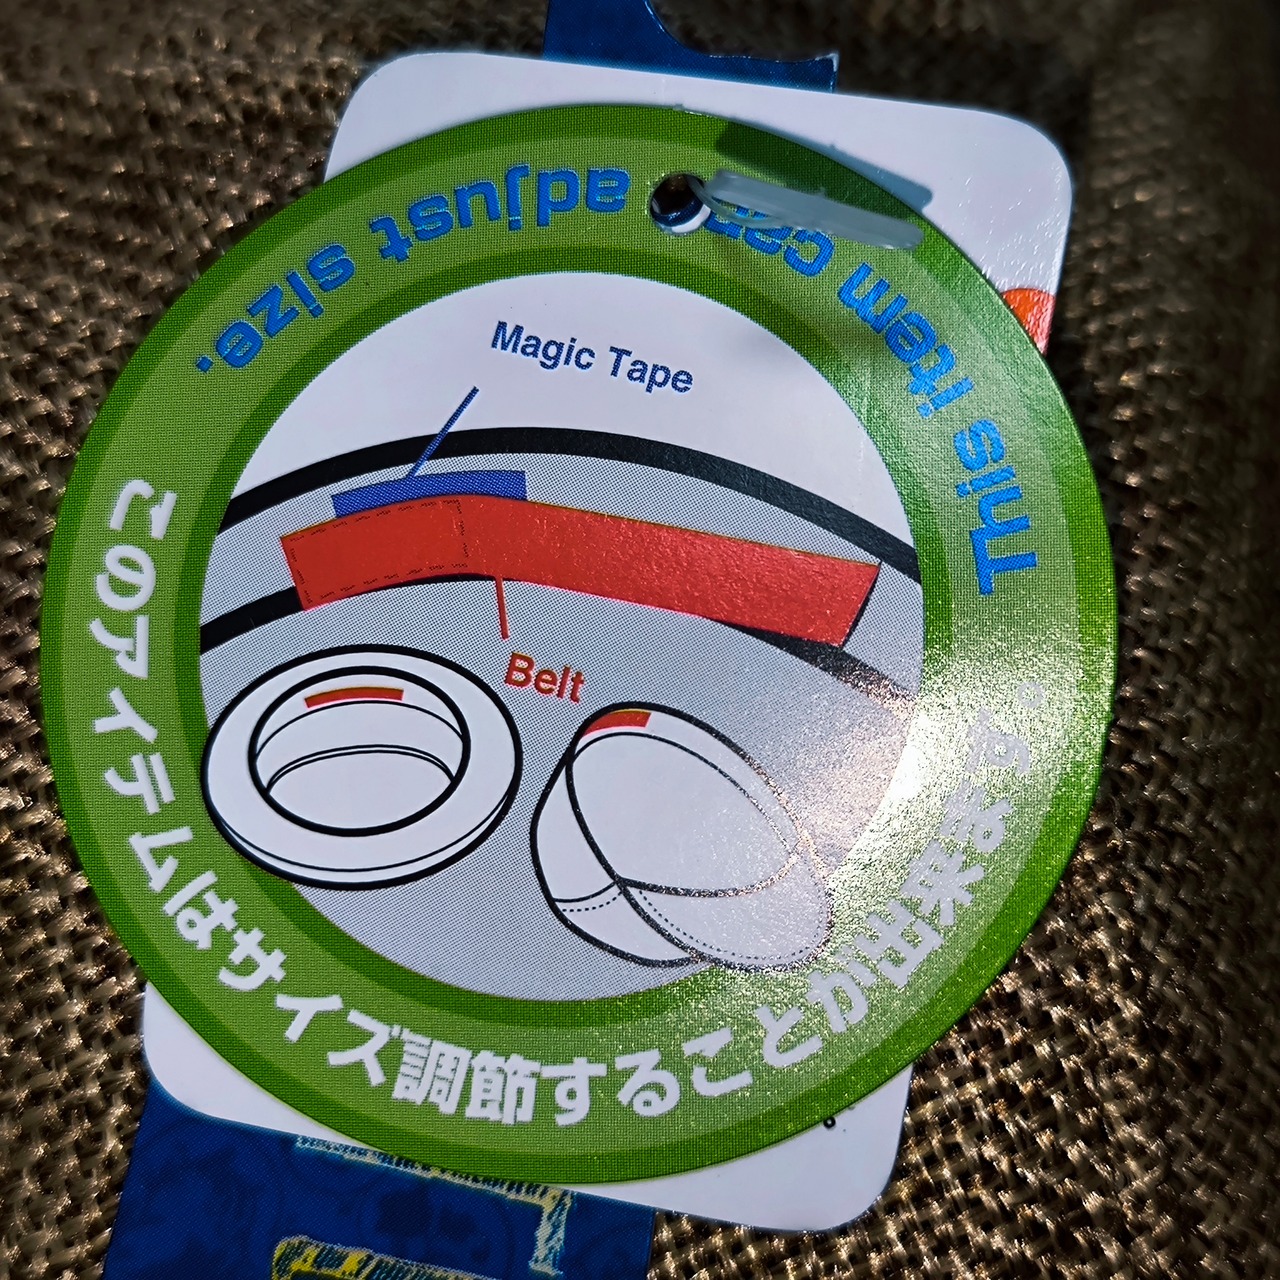 This item can adjust size.
Magic Tape
Belt
このアイテムはサイズ調節することが出来ます。